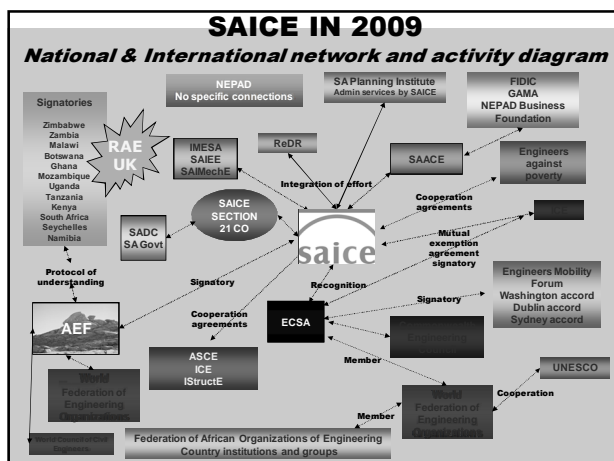 SAICE IN 2009
National & International network and activity diagram
Signatories
Zimbabwe
Zambia
Malawi
Botswana
Ghana
Mozambique
Uganda
Tanzania
Kenya
South Africa
Seychelles
Namibia
RAE
UK
NEPAD
No specific connections
SA Planning Institute
Admin services by SAICE
FIDIC
GAMA
NEPAD Business
Foundation
IMESA
SAIEE
SAIMechE
ReDR
SAACE
Engineers
against
poverty
Integration of effort
Cooperation
agreements
SAICE
SECTION
21 CO
saice
SADC
SA Govt
Mutual
exemption
agreement
signatory
Protocol of
understanding
Signatory
Recognition
Engineers Mobility
Forum
Washington accord
Dublin accord
Sydney accord
Signatory
AEF
Cooperation
agreements
ECSA
Engineering
ASCE
ICE
IStructE
Member
UNESCO
World
Federation of
Engineering
Organizations
World
Federation of
Engineering
Organizations
Cooperation
Member
World Council of Civil
Engineers
Federation of African Organizations of Engineering
Country institutions and groups